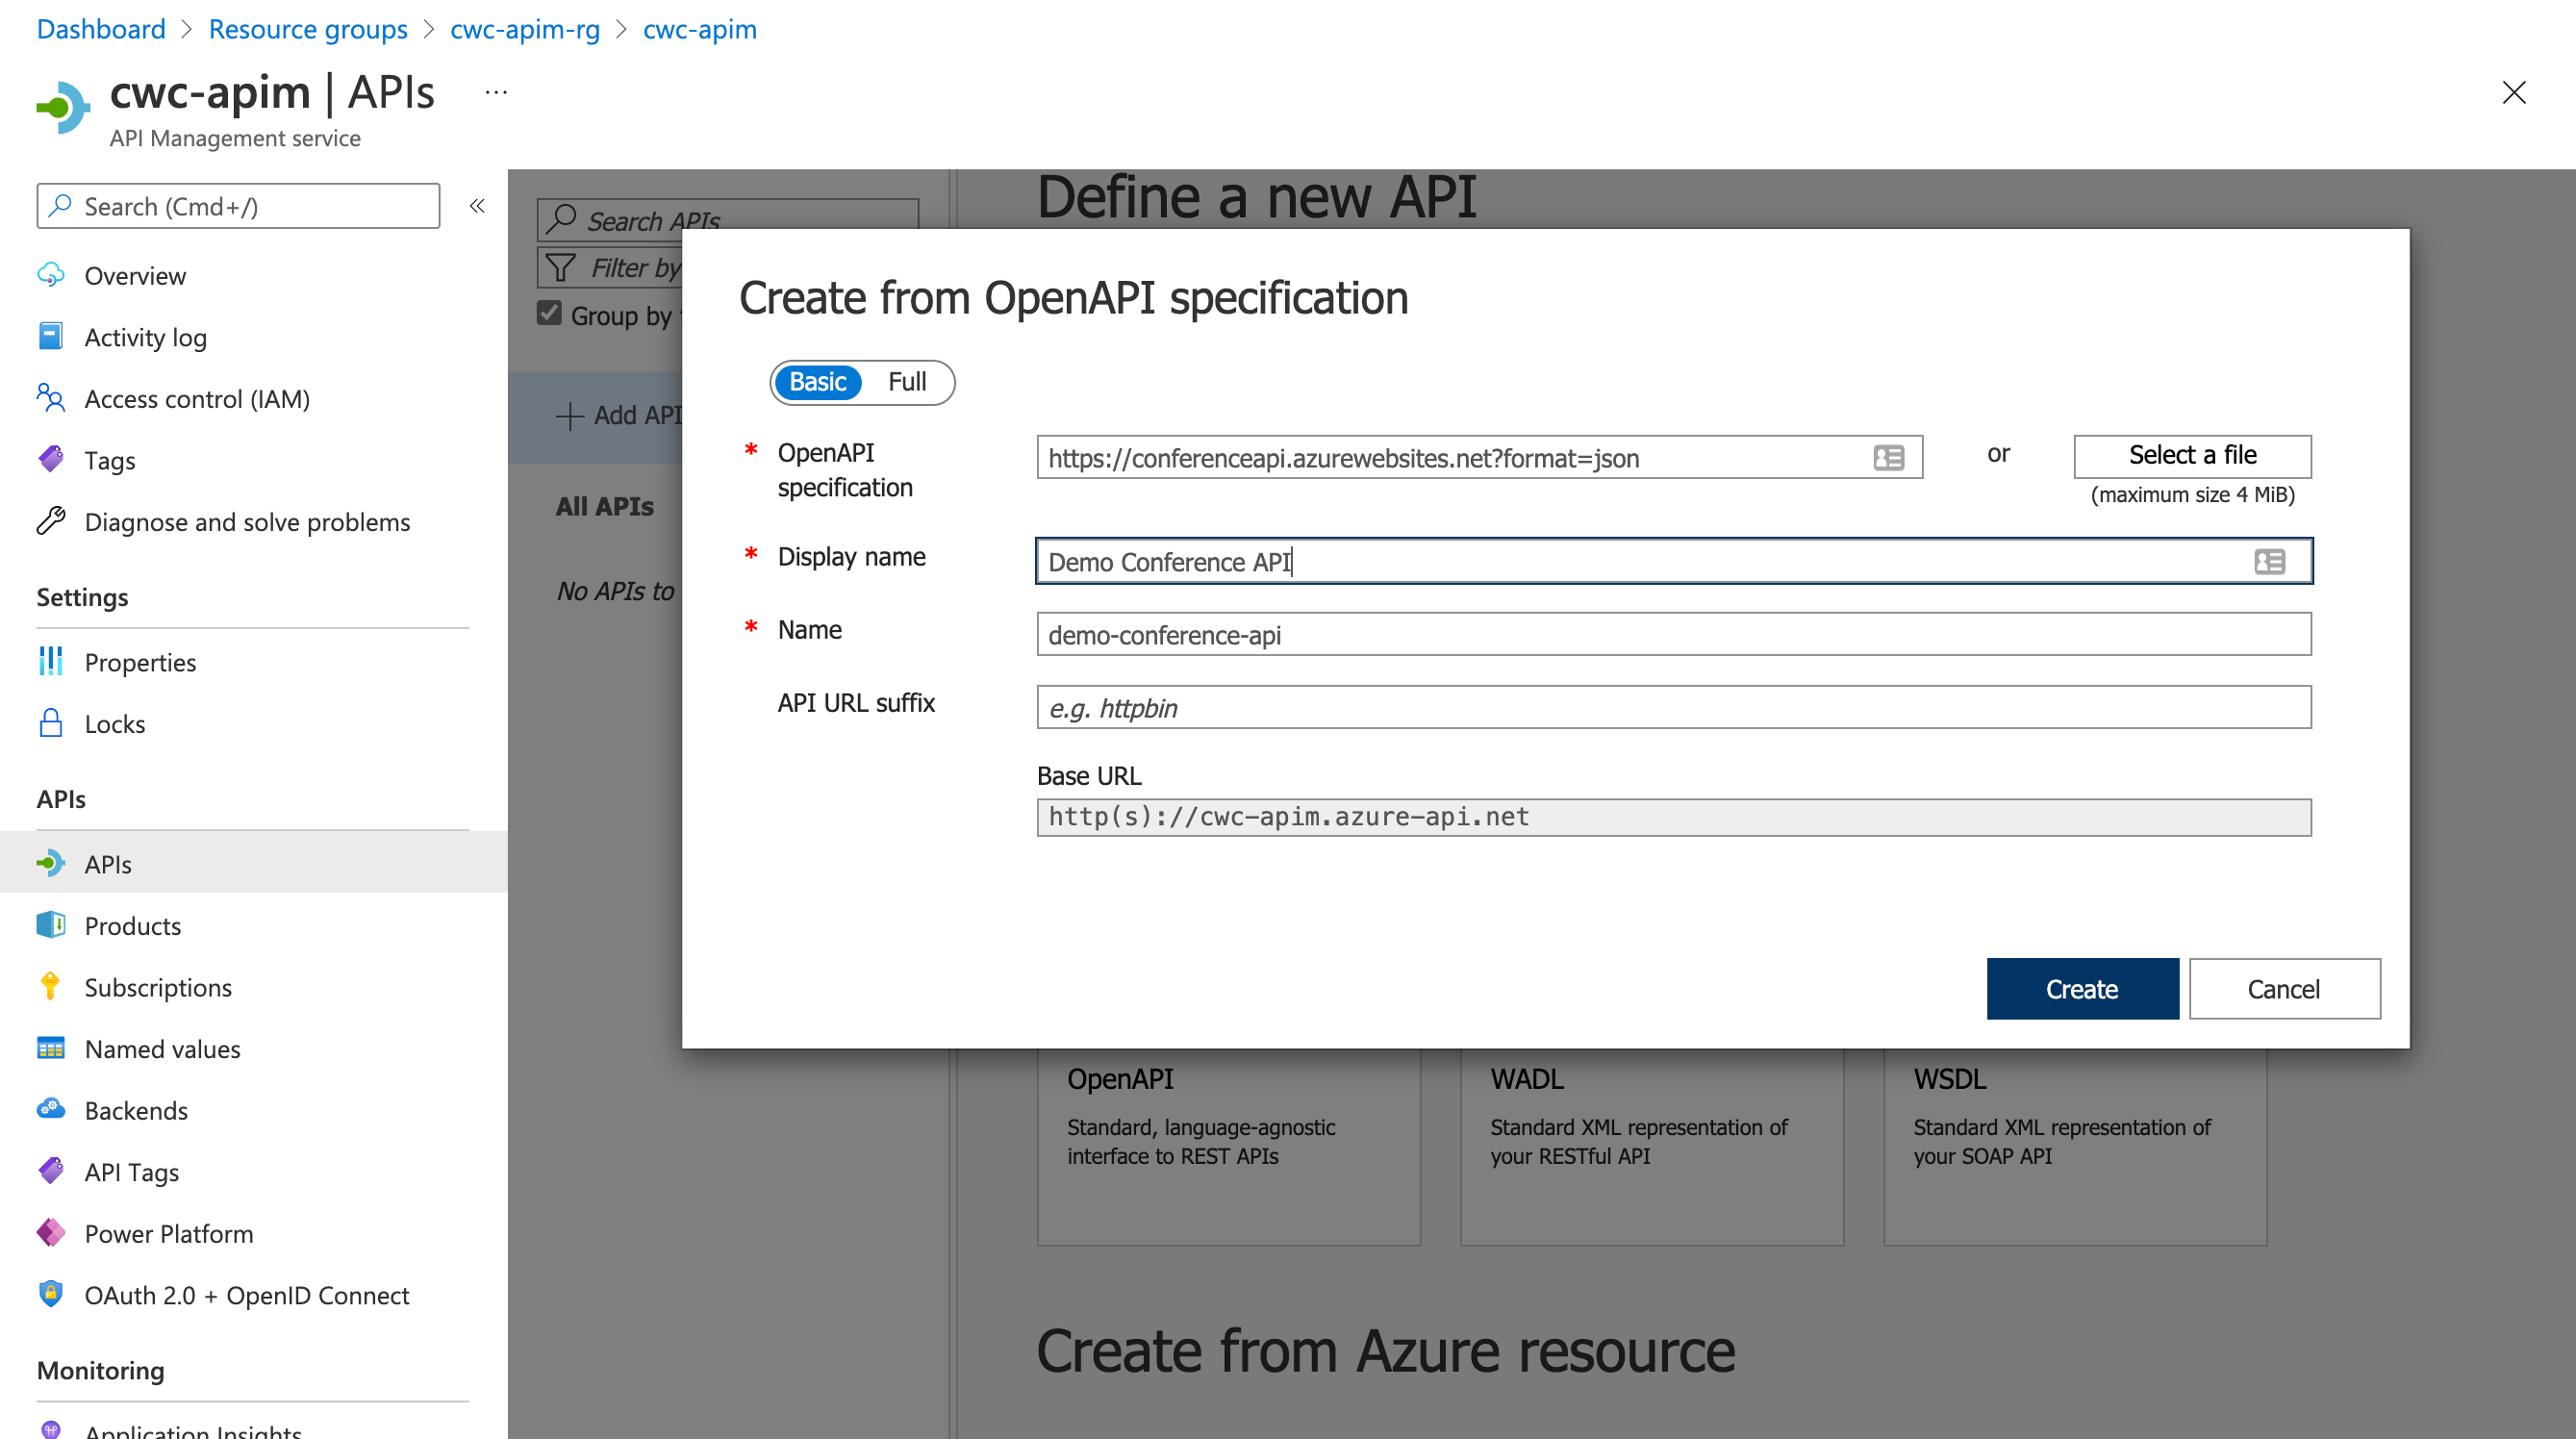 Dashboard > Resource groups > cwc-apim-rg > cwc-apim
cwc-apim | APIs ...
API Management service
Search (Cmd+/)
«
Overview
Activity log
Access control (IAM)
Tags
Diagnose and solve problems
Settings
Properties
Locks
APIs
APIs
Products
Subscriptions
Named values
Backends
API Tags
Power Platform
OAuth 2.0 + OpenID Connect
Monitoring
Application Insights
Search APIs
Filter by
Group by
Add API
All APIs
No APIs to
Define a new API
Create from OpenAPI specification
Basic Full
* OpenAPI specification
https://conferenceapi.azurewebsites.net?format=json
or
Select a file
(maximum size 4 MiB)
* Display name
Demo Conference API
* Name
demo-conference-api
API URL suffix
e.g. httpbin
Base URL
http(s)://cwc-apim.azure-api.net
Create
Cancel
OpenAPI
Standard, language-agnostic
interface to REST APIs
WADL
Standard XML representation of
your RESTful API
WSDL
Standard XML representation of
your SOAP API
Create from Azure resource